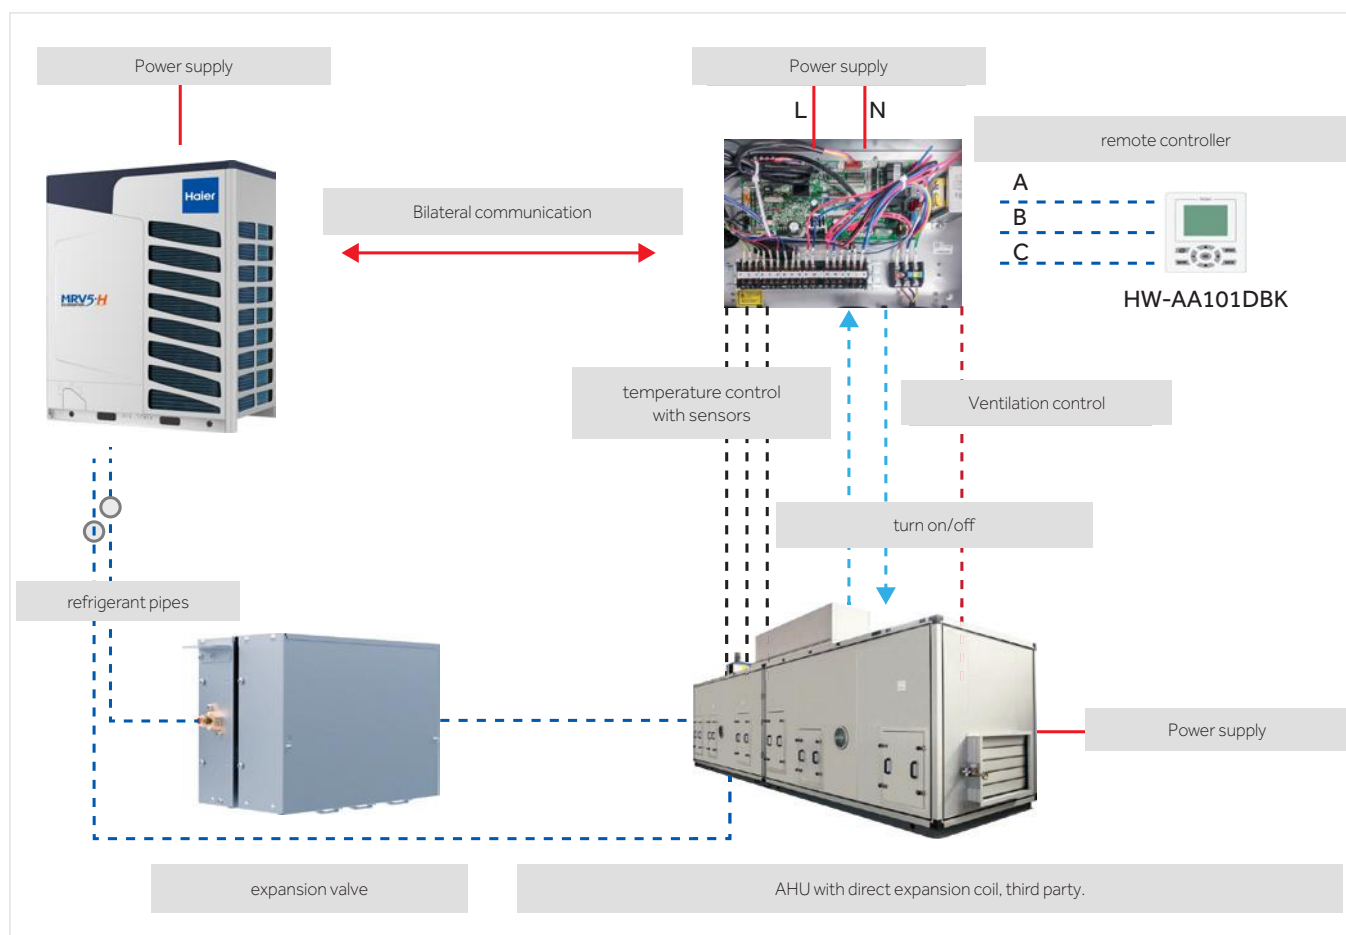 Power supply
Power supply
L
N
remote controller
A
B
C
HW-AA101DBK
Haier
Bilateral communication
MRV5-H
temperature control
with sensors
Ventilation control
turn on/off
refrigerant pipes
Power supply
expansion valve
AHU with direct expansion coil, third party.